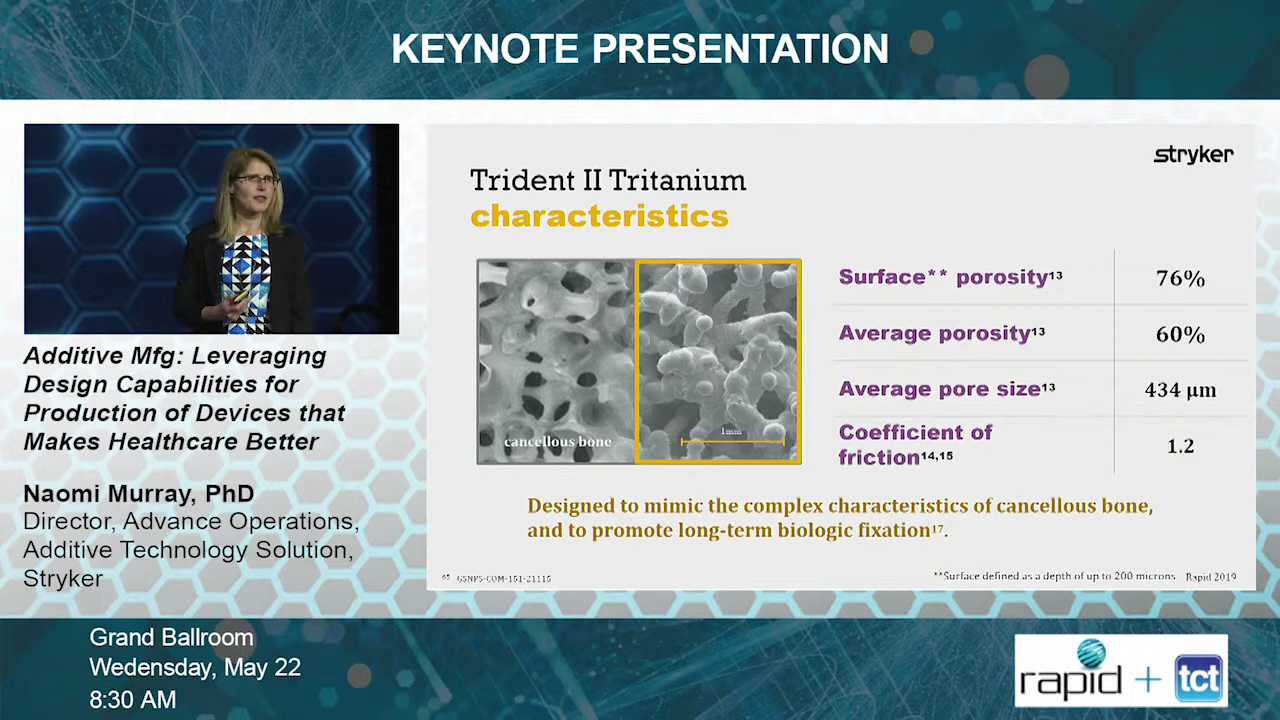 KEYNOTE PRESENTATION
stryker
Trident II Tritanium
characteristics
cancellous bone
1mm
Surface** porosity¹³
76%
Average porosity¹³
60%
Average pore size¹³
434 µm
Coefficient of
friction¹⁴,¹⁵
1.2
Designed to mimic the complex characteristics of cancellous bone,
and to promote long-term biologic fixation¹⁷.
GSNPS-COM-151-21115
**Surface defined as a depth of up to 200 microns
Rapid 2019
Additive Mfg: Leveraging
Design Capabilities for
Production of Devices that
Makes Healthcare Better
Naomi Murray, PhD
Director, Advance Operations,
Additive Technology Solution,
Stryker
Grand Ballroom
Wedensday, May 22
8:30 AM
rapid + tct